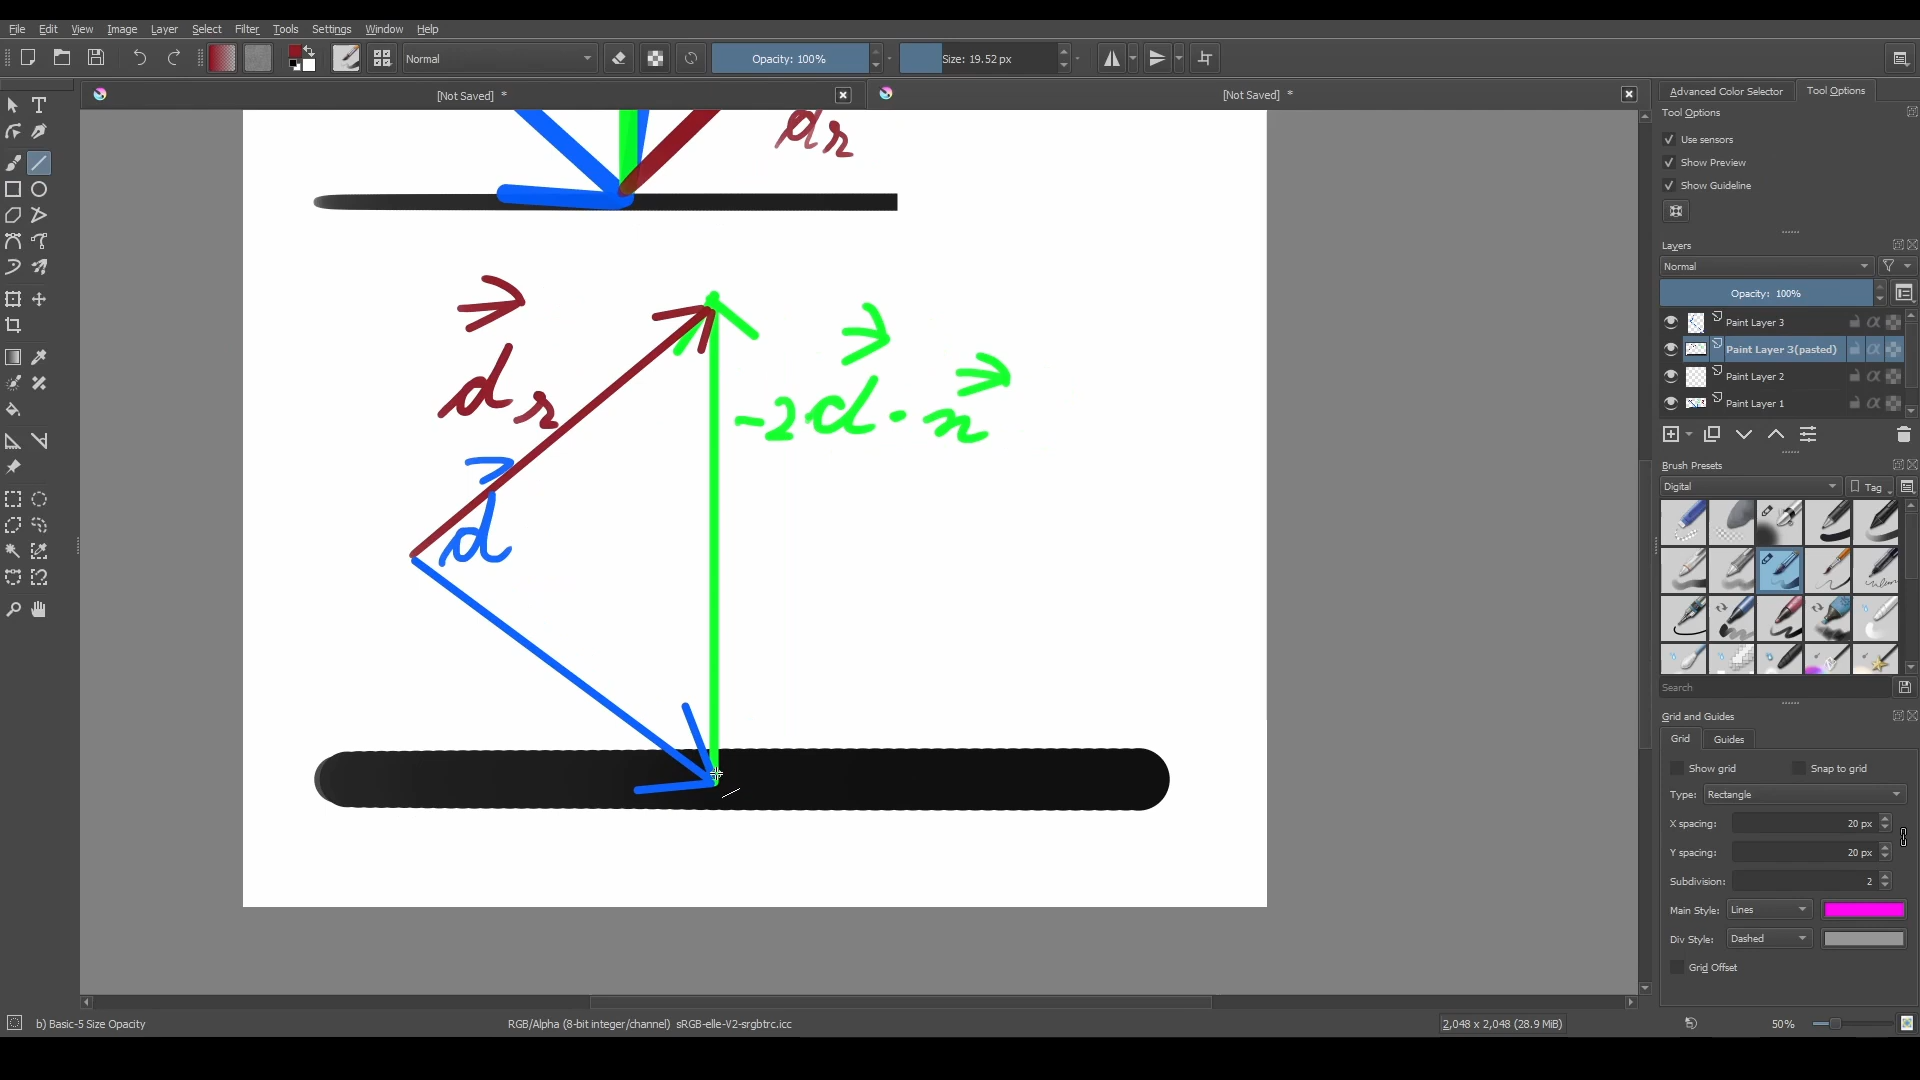 File Edit View Image Layer Select Filter Tools Settings Window Help
Normal Opacity: 100% Size: 19.52 px
[Not Saved] * [Not Saved] *
Advanced Color Selector Tool Options
Tool Options
Use sensors
Show Preview
Show Guideline
Layers
Normal
Opacity: 100%
Paint Layer 3
Paint Layer 3(pasted)
Paint Layer 2
Paint Layer 1
Brush Presets
Digital Tag
Search
Grid and Guides
Grid Guides
Show grid Snap to grid
Type: Rectangle
X spacing: 20 px
Y spacing: 20 px
Subdivision: 2
Main Style: Lines
Div Style: Dashed
Grid Offset
dr
dr
-2d·n
d
b) Basic-5 Size Opacity
RGB/Alpha (8-bit integer/channel) sRGB-elle-V2-srgbtrc.icc
2,048 x 2,048 (28.9 MiB)
50%